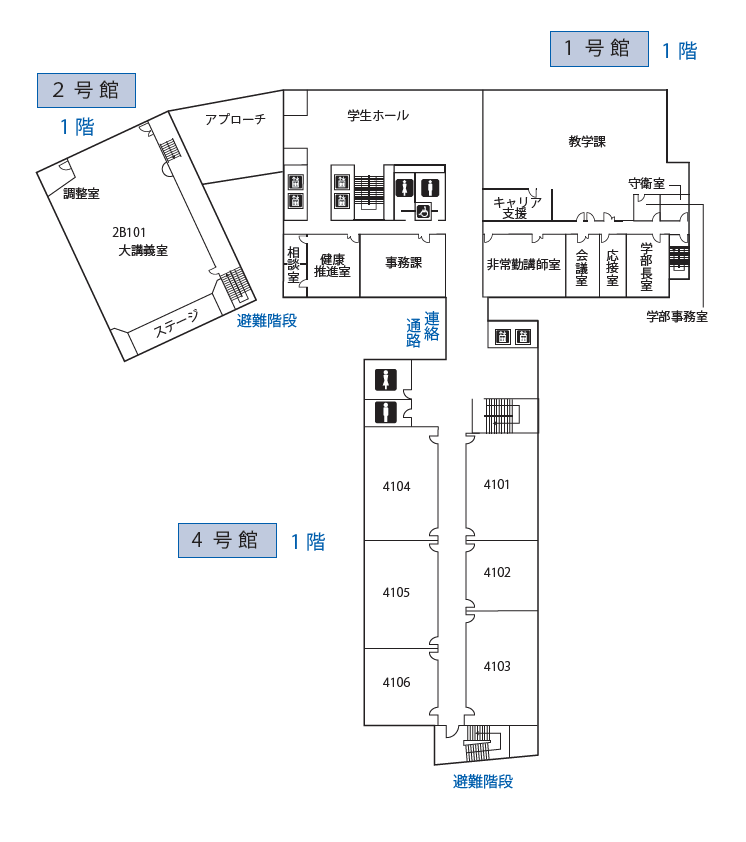 1 号 館
1 階
2 号 館
1 階
アプローチ
学生ホール
教学課
守衛室
キャリア
支援
調整室
2B101
大講義室
ステージ
避難階段
相談室
健康
推進室
事務課
非常勤講師室
会議室
応接室
学部長室
学部事務室
連絡
通路
4104
4101
4 号 館
1 階
4105
4102
4106
4103
避難階段